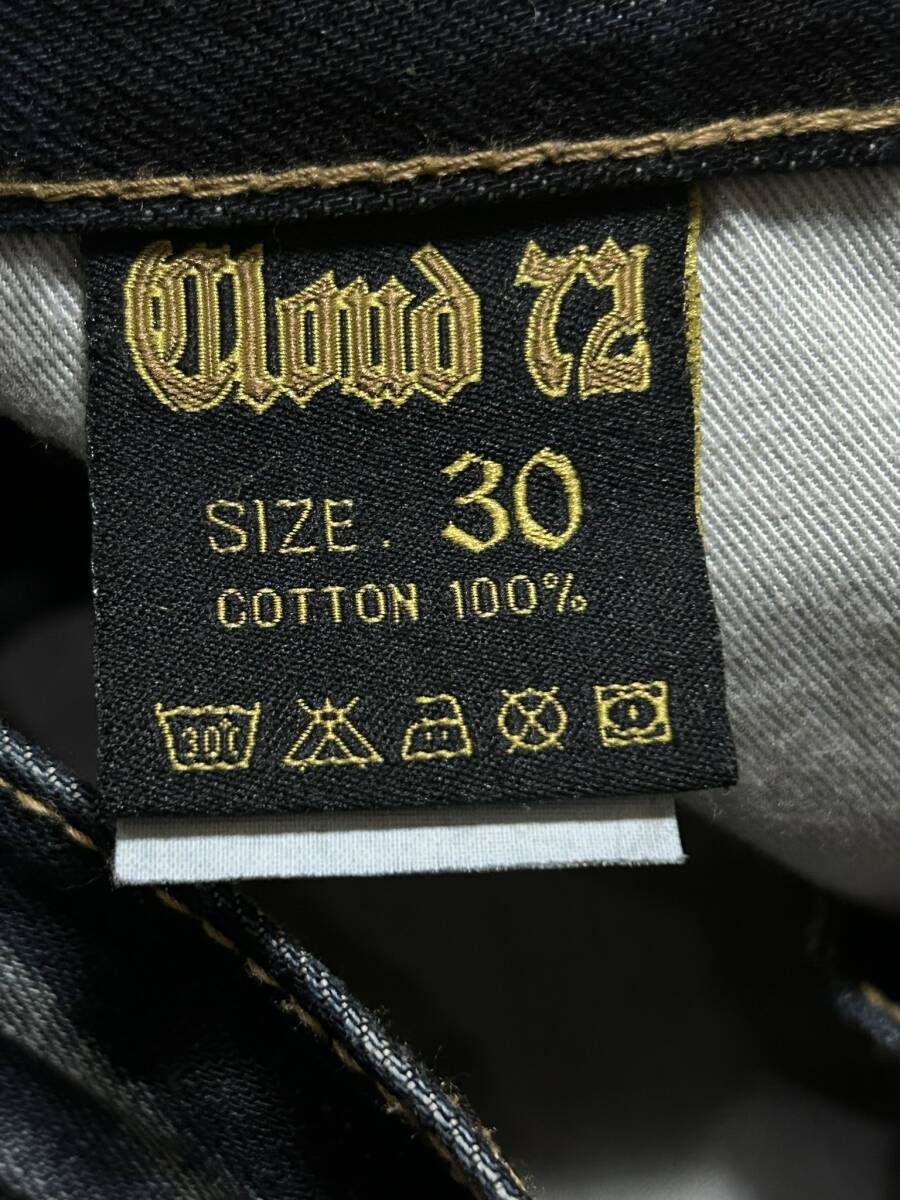 Cloud 72
SIZE. 30
COTTON 100%
30℃